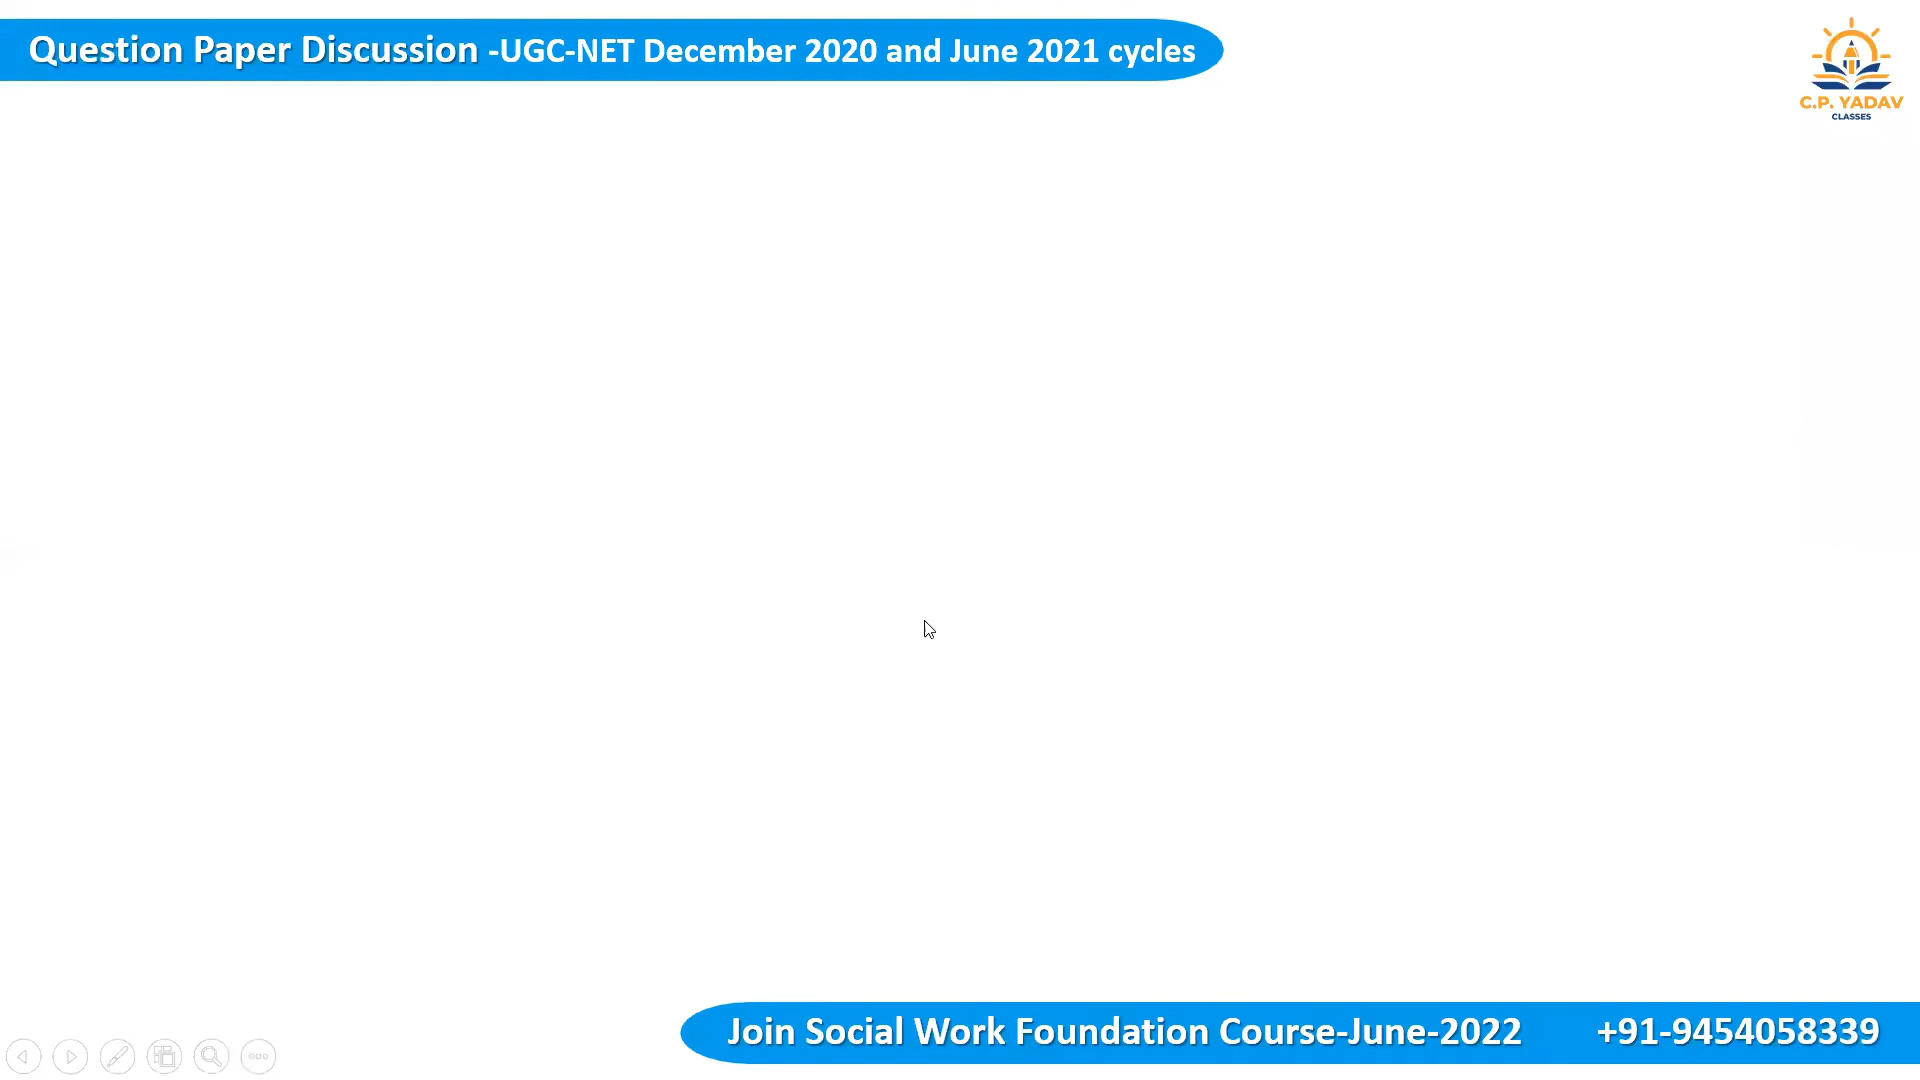 Question Paper Discussion -UGC-NET December 2020 and June 2021 cycles
C.P. YADAV
CLASSES
Join Social Work Foundation Course-June-2022 +91-9454058339